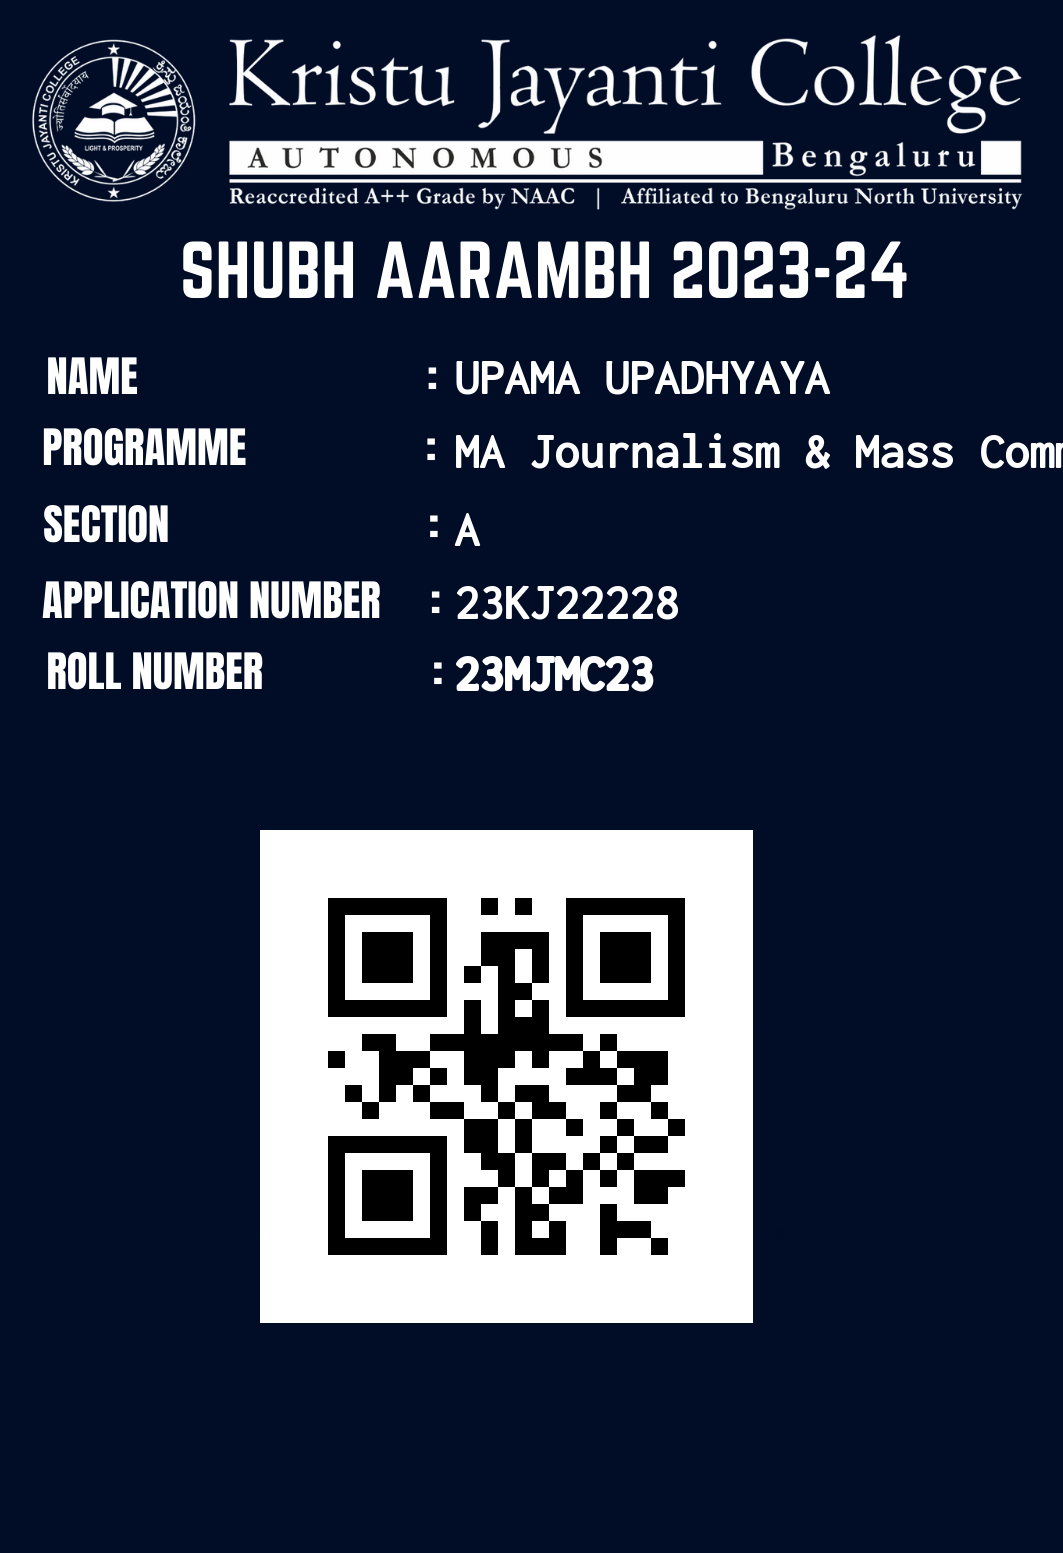 Kristu Jayanti College
AUTONOMOUS Bengaluru
Reaccredited A++ Grade by NAAC | Affiliated to Bengaluru North University
KRISTU JAYANTI COLLEGE
ಕ್ರಿಸ್ತು ಜಯಂತಿ ಕಾಲೇಜು
LIGHT & PROSPERITY
SHUBH AARAMBH 2023-24
NAME : UPAMA UPADHYAYA
PROGRAMME : MA Journalism & Mass Comm
SECTION : A
APPLICATION NUMBER : 23KJ22228
ROLL NUMBER : 23MJMC23